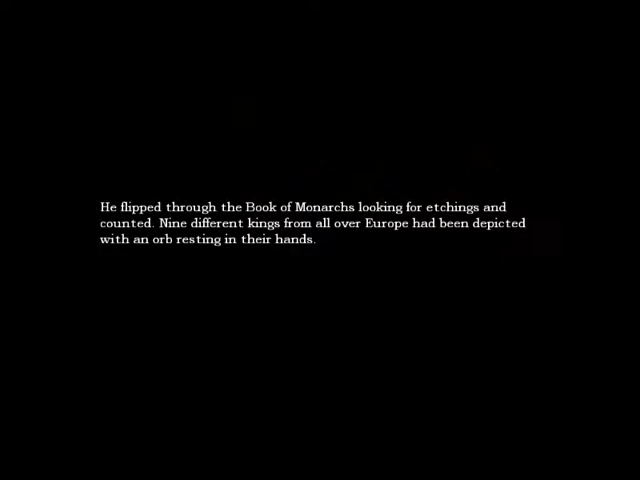 He flipped through the Book of Monarchs looking for etchings and
counted. Nine different kings from all over Europe had been depicted
with an orb resting in their hands.